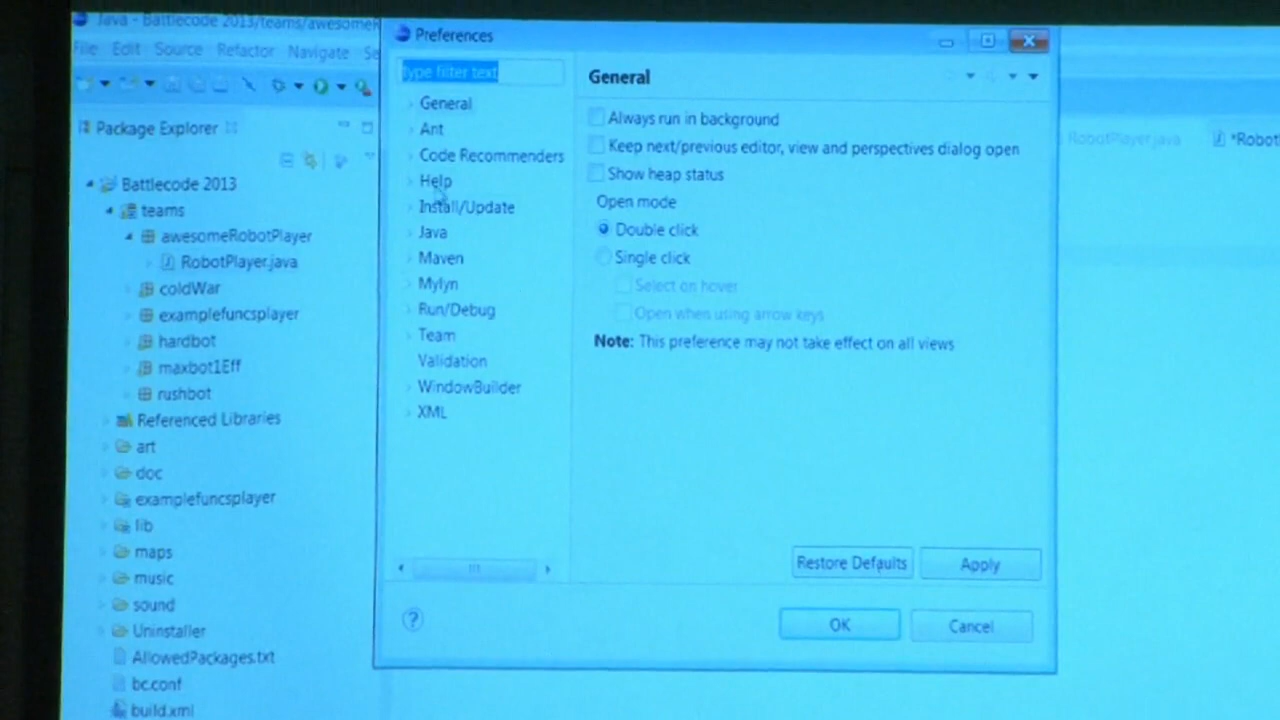 Java - Battlecode 2013/teams/awesomeR
File Edit Source Refactor Navigate Se
Package Explorer
Battlecode 2013
teams
awesomeRobotPlayer
RobotPlayer.java
coldWar
examplefuncsplayer
hardbot
maxbot1Eff
rushbot
Referenced Libraries
art
doc
examplefuncsplayer
lib
maps
music
sound
Uninstaller
AllowedPackages.txt
bc.conf
build.xml
Preferences
type filter text
General
Ant
Code Recommenders
Help
Install/Update
Java
Maven
Mylyn
Run/Debug
Team
Validation
WindowBuilder
XML
General
Always run in background
Keep next/previous editor, view and perspectives dialog open
Show heap status
Open mode
Double click
Single click
Select on hover
Open when using arrow keys
Note: This preference may not take effect on all views
Restore Defaults
Apply
?
OK
Cancel
RobotPlayer.java
*Robot